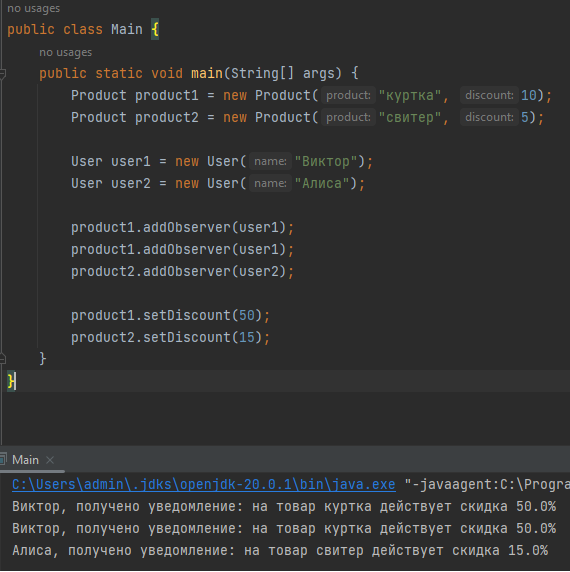 no usages
public class Main {
no usages
public static void main(String[] args) {
Product product1 = new Product( product: "куртка", discount: 10);
Product product2 = new Product( product: "свитер", discount: 5);
User user1 = new User( name: "Виктор");
User user2 = new User( name: "Алиса");
product1.addObserver(user1);
product1.addObserver(user1);
product2.addObserver(user2);
product1.setDiscount(50);
product2.setDiscount(15);
}
}
Main ×
C:\Users\admin\.jdks\openjdk-20.0.1\bin\java.exe "-javaagent:C:\Progra
Виктор, получено уведомление: на товар куртка действует скидка 50.0%
Виктор, получено уведомление: на товар куртка действует скидка 50.0%
Алиса, получено уведомление: на товар свитер действует скидка 15.0%